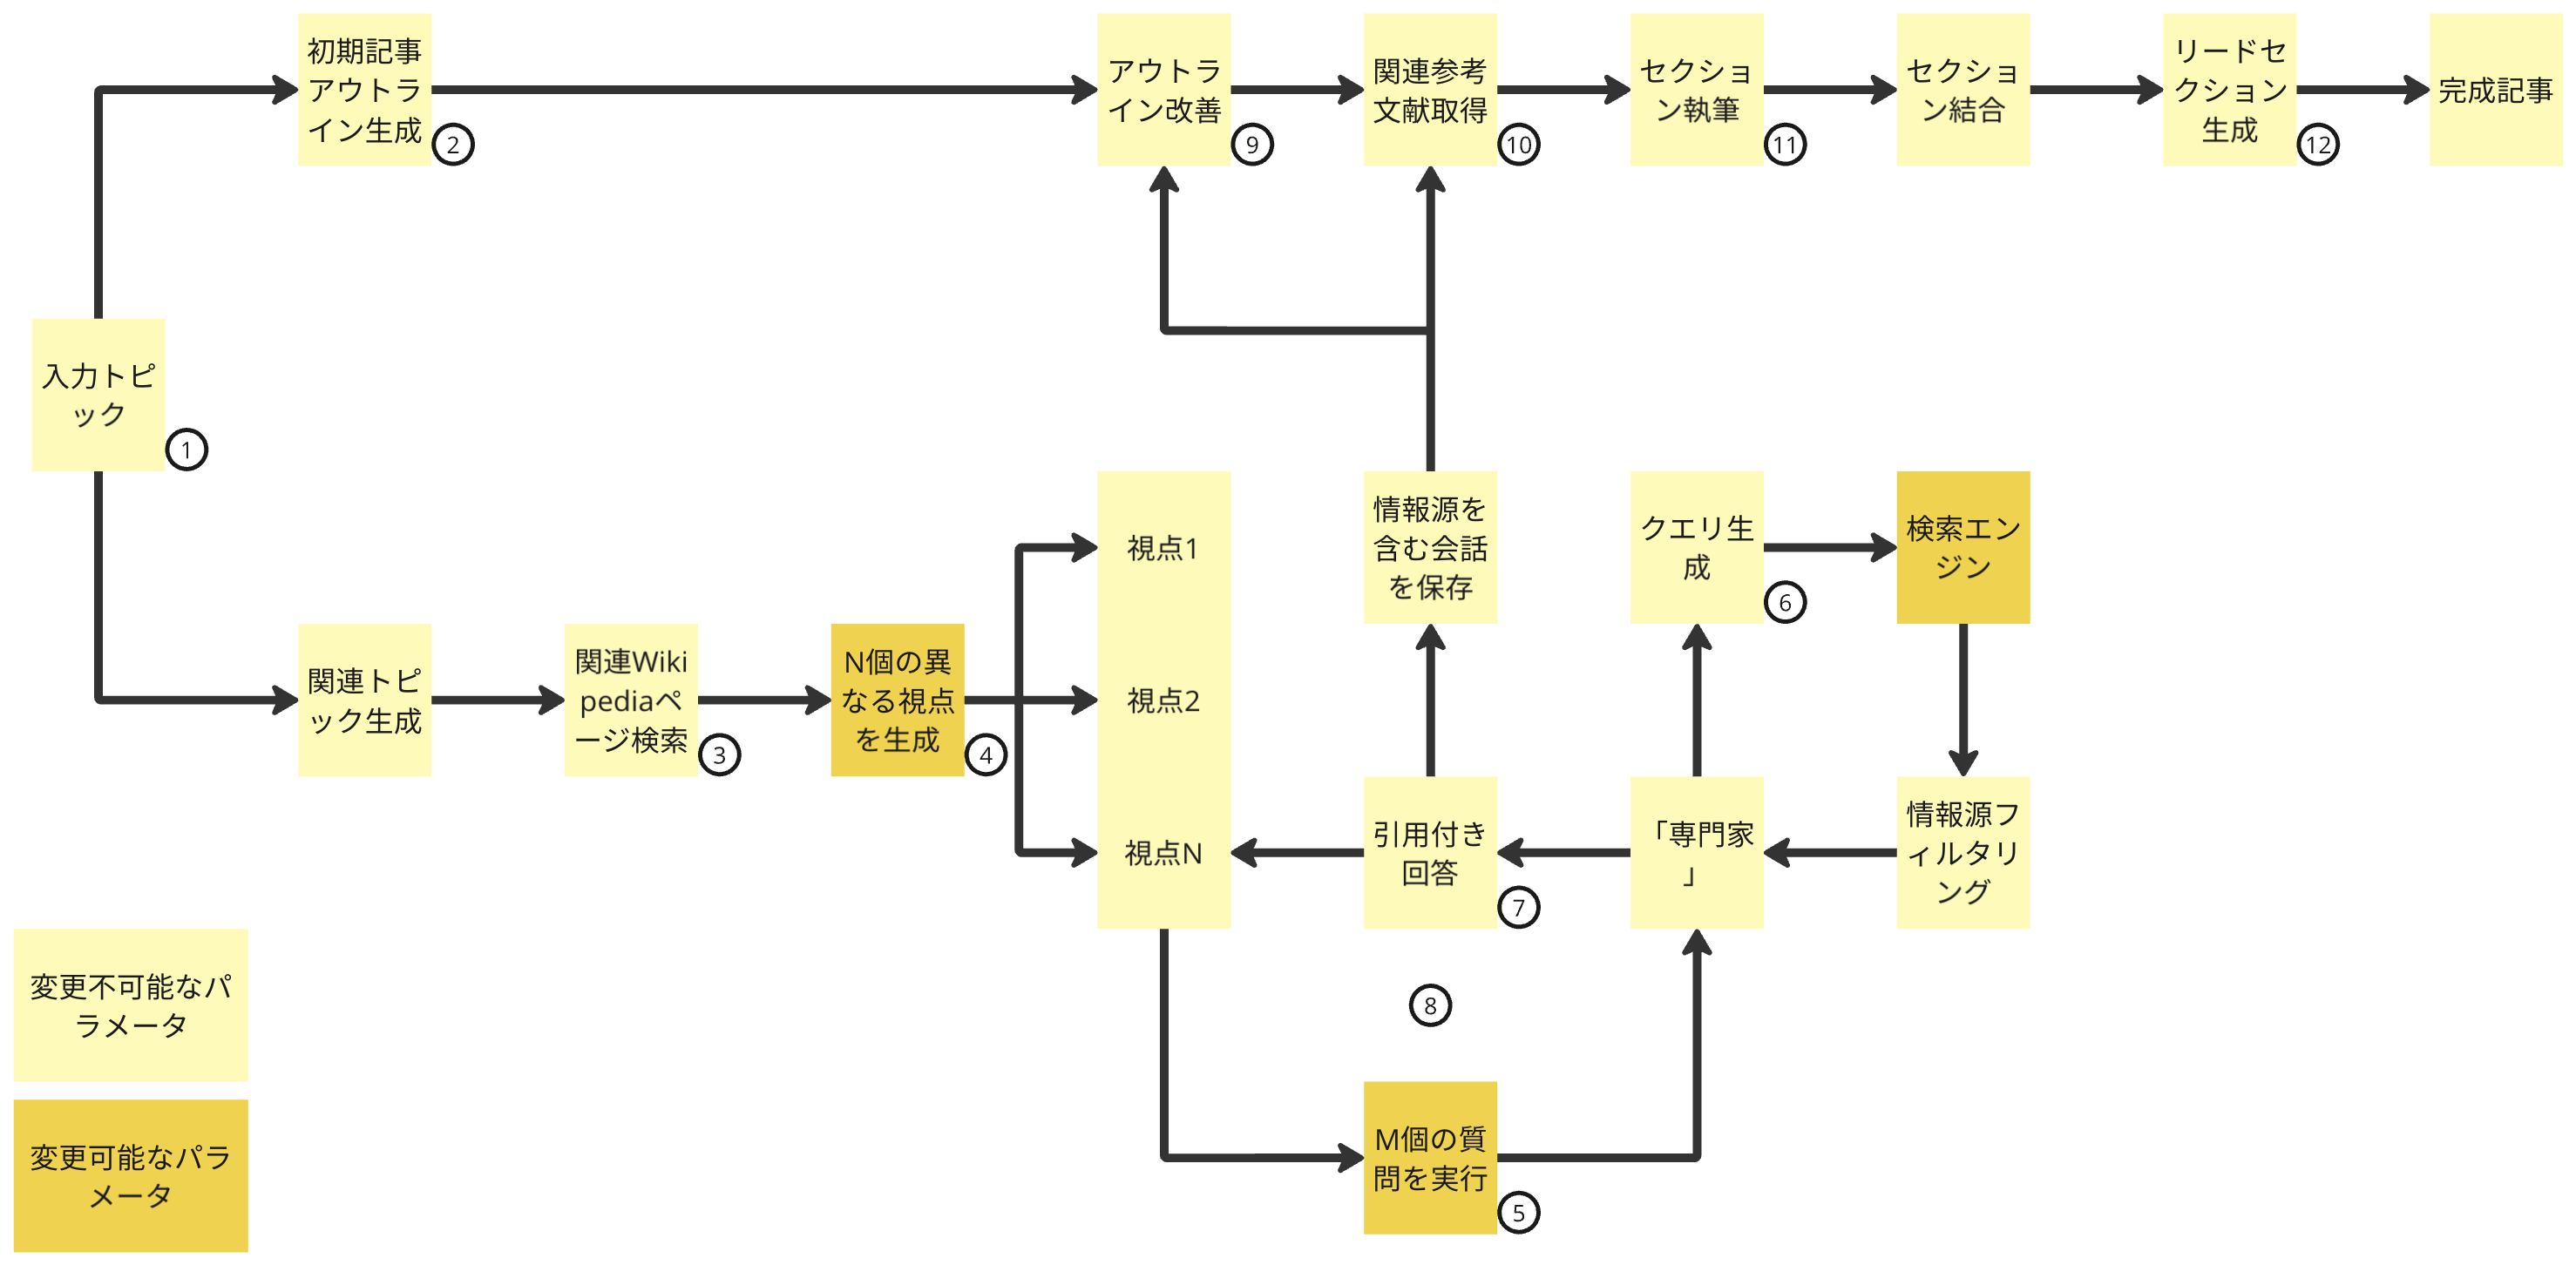 初期記事
アウトラ
イン生成
2
アウトラ
イン改善
9
関連参考
文献取得
10
セクショ
ン執筆
11
セクショ
ン結合
リードセ
クション
生成
12
完成記事
入力トピ
ック
1
関連トピ
ック生成
関連Wiki
pediaペ
ージ検索
3
N個の異
なる視点
を生成
4
視点1
視点2
視点N
情報源を
含む会話
を保存
クエリ生
成
6
検索エン
ジン
引用付き
回答
7
「専門家
」
情報源フ
ィルタリ
ング
8
M個の質
問を実行
5
変更不可能なパ
ラメータ
変更可能なパラ
メータ